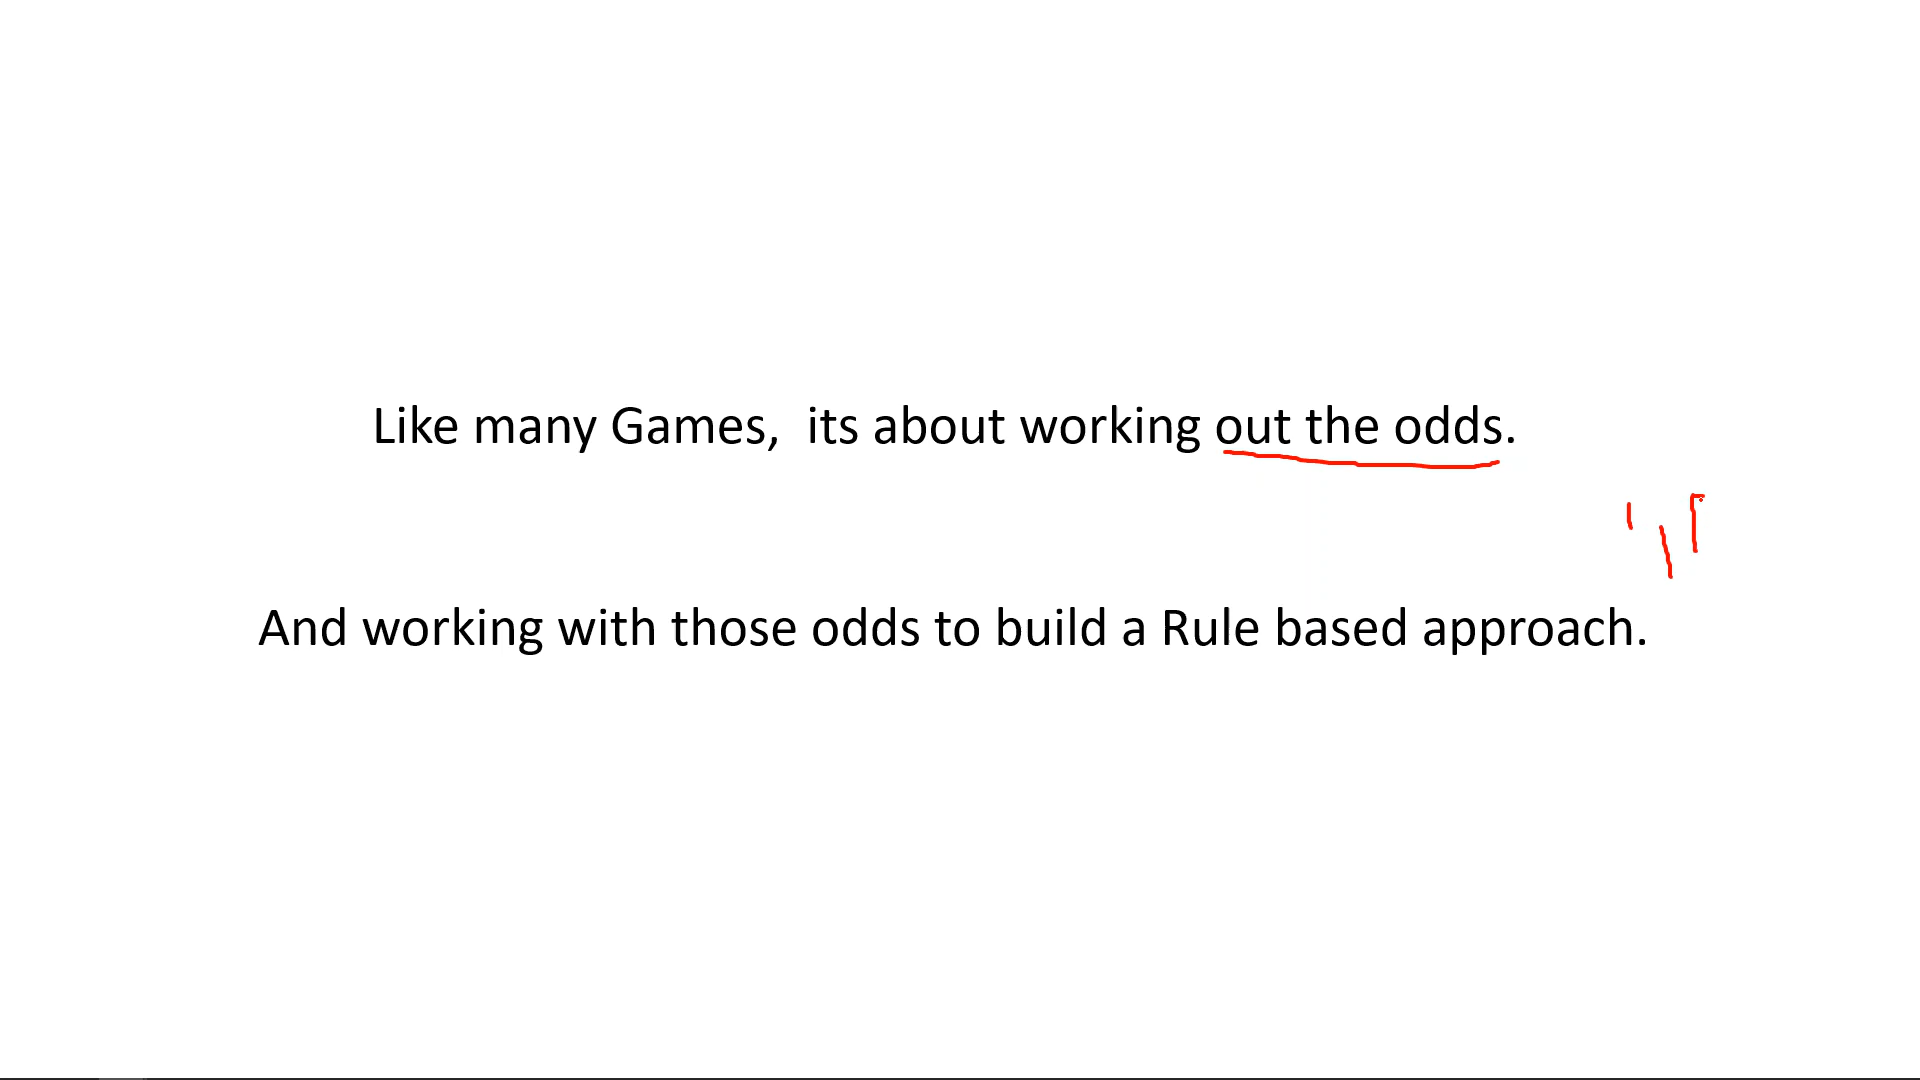 Like many Games,  its about working out the odds.
And working with those odds to build a Rule based approach.